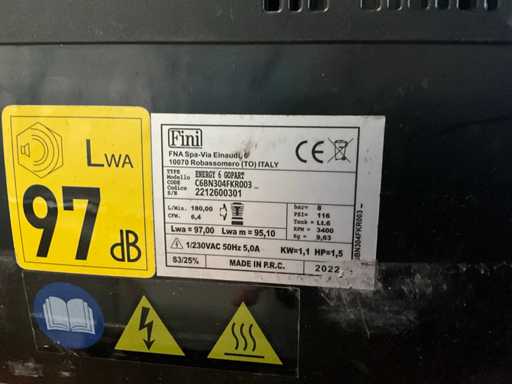 LWA
97 dB
Fini
CE
FNA Spa-Via Einaudi, 6
10070 Robassomero (TO) ITALY
TYPE
Modello
ENERGY 6 GOPART
CODE
Codice
C6BN304FKR003
S/N
2212600301
L/Min. 180,00
CFM. 6,4
bar= 8
PSI= 116
Tank = Lt.6
RPM = 3400
Kg = 9,03
Lwa = 97,00 Lwa m = 95,10
1/230VAC 50Hz 5,0A KW=1,1 HP=1,5
S3/25% MADE IN P.R.C. 2022